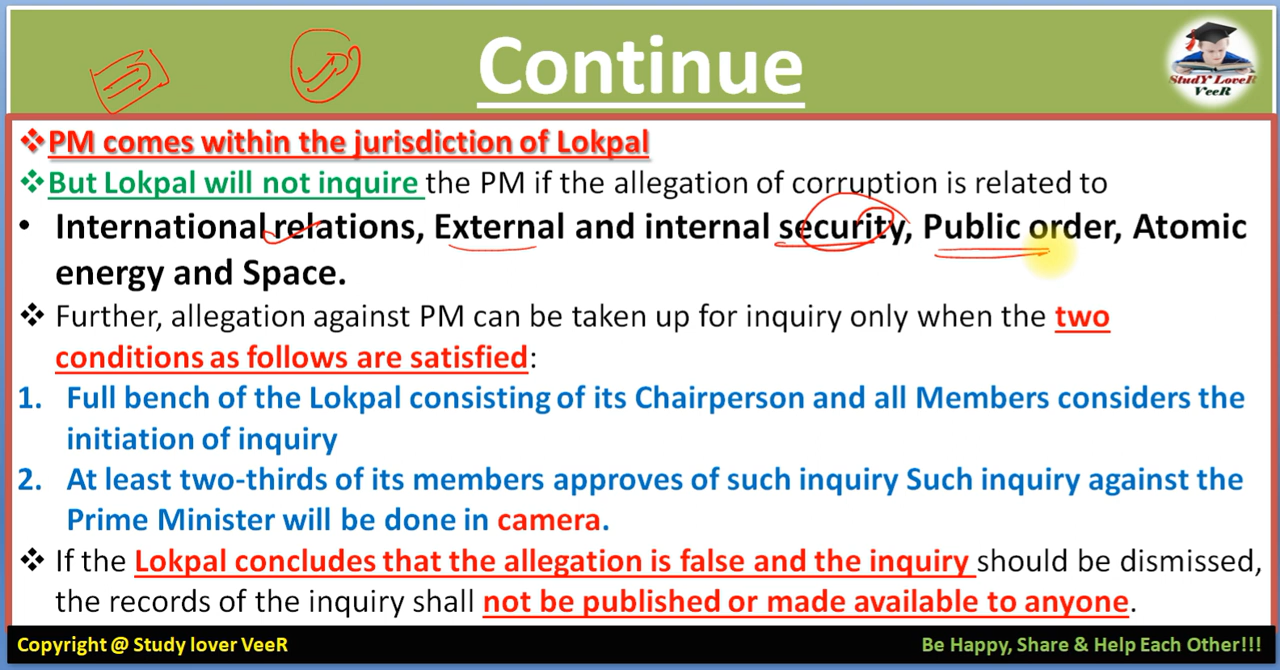 Continue
StudY LoveR
VeeR
❖PM comes within the jurisdiction of Lokpal
❖But Lokpal will not inquire the PM if the allegation of corruption is related to
• International relations, External and internal security, Public order, Atomic
energy and Space.
❖ Further, allegation against PM can be taken up for inquiry only when the two
conditions as follows are satisfied:
1. Full bench of the Lokpal consisting of its Chairperson and all Members considers the
initiation of inquiry
2. At least two-thirds of its members approves of such inquiry Such inquiry against the
Prime Minister will be done in camera.
❖ If the Lokpal concludes that the allegation is false and the inquiry should be dismissed,
the records of the inquiry shall not be published or made available to anyone.
Copyright @ Study lover VeeR
Be Happy, Share & Help Each Other!!!